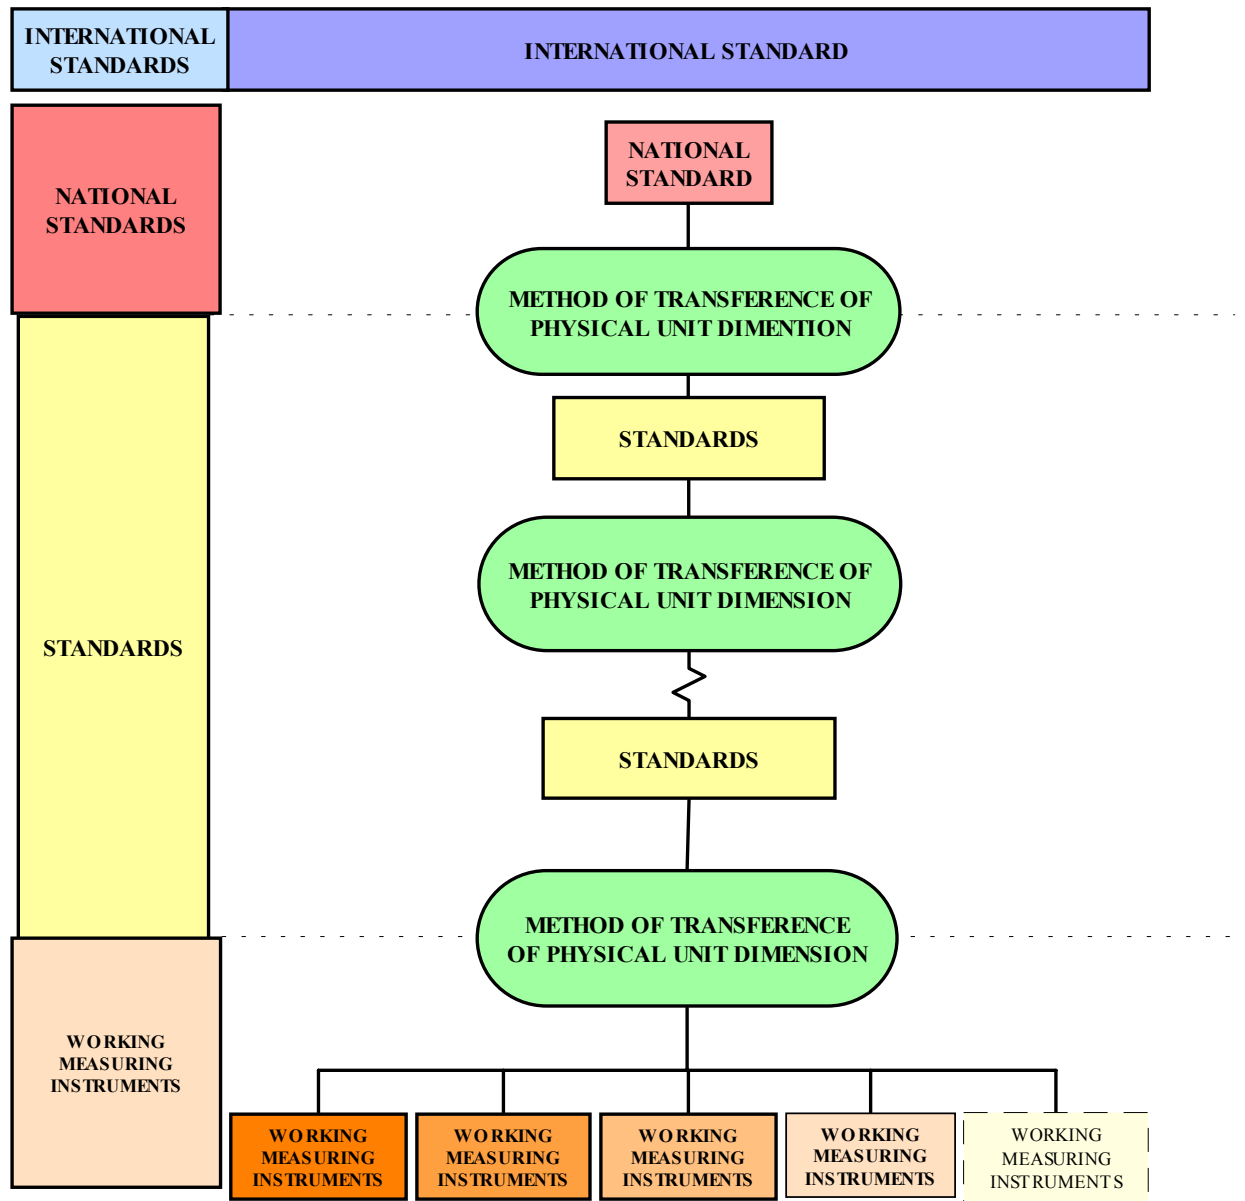 INTERNATIONAL
STANDARDS
INTERNATIONAL STANDARD
NATIONAL
STANDARDS
NATIONAL
STANDARD
METHOD OF TRANSFERENCE OF
PHYSICAL UNIT DIMENTION
STANDARDS
METHOD OF TRANSFERENCE OF
PHYSICAL UNIT DIMENSION
STANDARDS
STANDARDS
METHOD OF TRANSFERENCE
OF PHYSICAL UNIT DIMENSION
WORKING
MEASURING
INSTRUMENTS
WORKING
MEASURING
INSTRUMENTS
WORKING
MEASURING
INSTRUMENTS
WORKING
MEASURING
INSTRUMENTS
WORKING
MEASURING
INSTRUMENTS
WORKING
MEASURING
INSTRUMENTS